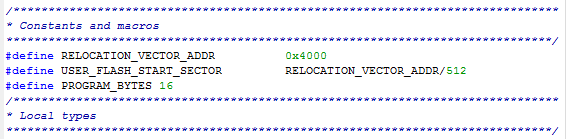 /******************************************************************************
* Constants and macros
******************************************************************************/
#define RELOCATION_VECTOR_ADDR 0x4000
#define USER_FLASH_START_SECTOR RELOCATION_VECTOR_ADDR/512
#define PROGRAM_BYTES 16
/******************************************************************************
* Local types
******************************************************************************/